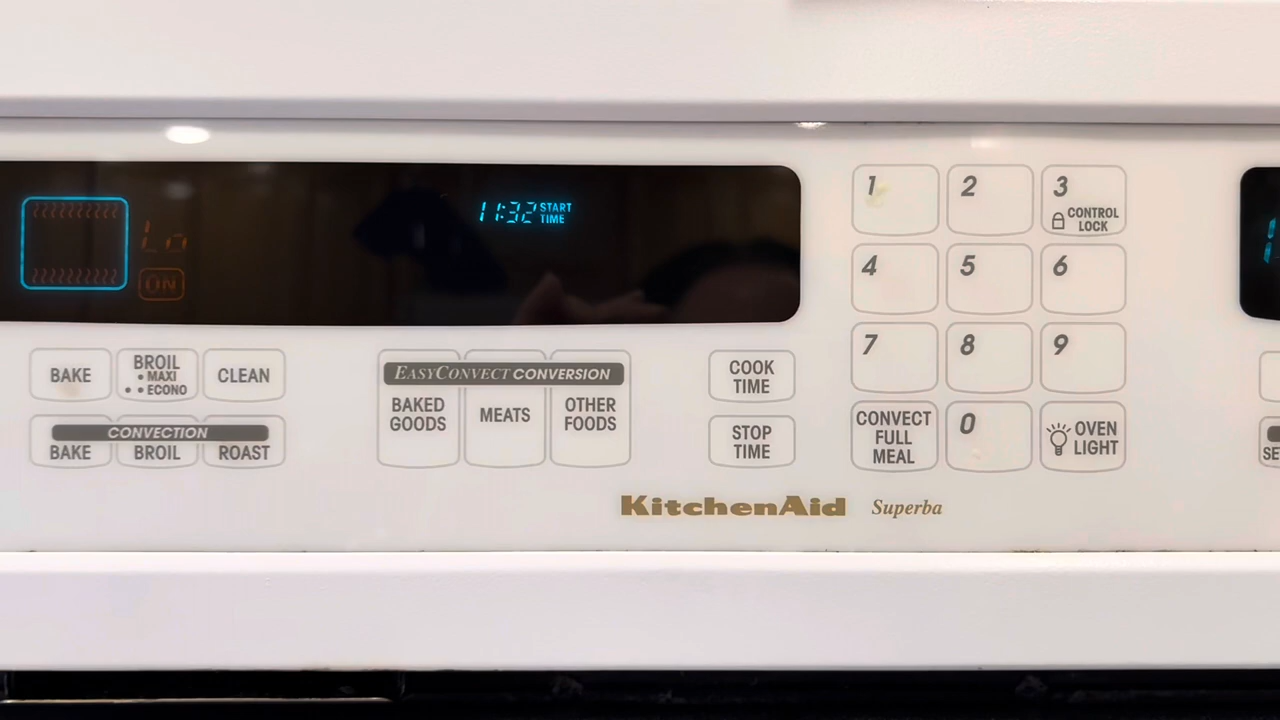 11:32 START TIME
Lo
ON
1
2
3
CONTROL LOCK
4
5
6
7
8
9
CONVECT FULL MEAL
0
OVEN LIGHT
BAKE
BROIL
• MAXI
• • ECONO
CLEAN
CONVECTION
BAKE
BROIL
ROAST
EASYCONVECT CONVERSION
BAKED GOODS
MEATS
OTHER FOODS
COOK TIME
STOP TIME
KitchenAid Superba